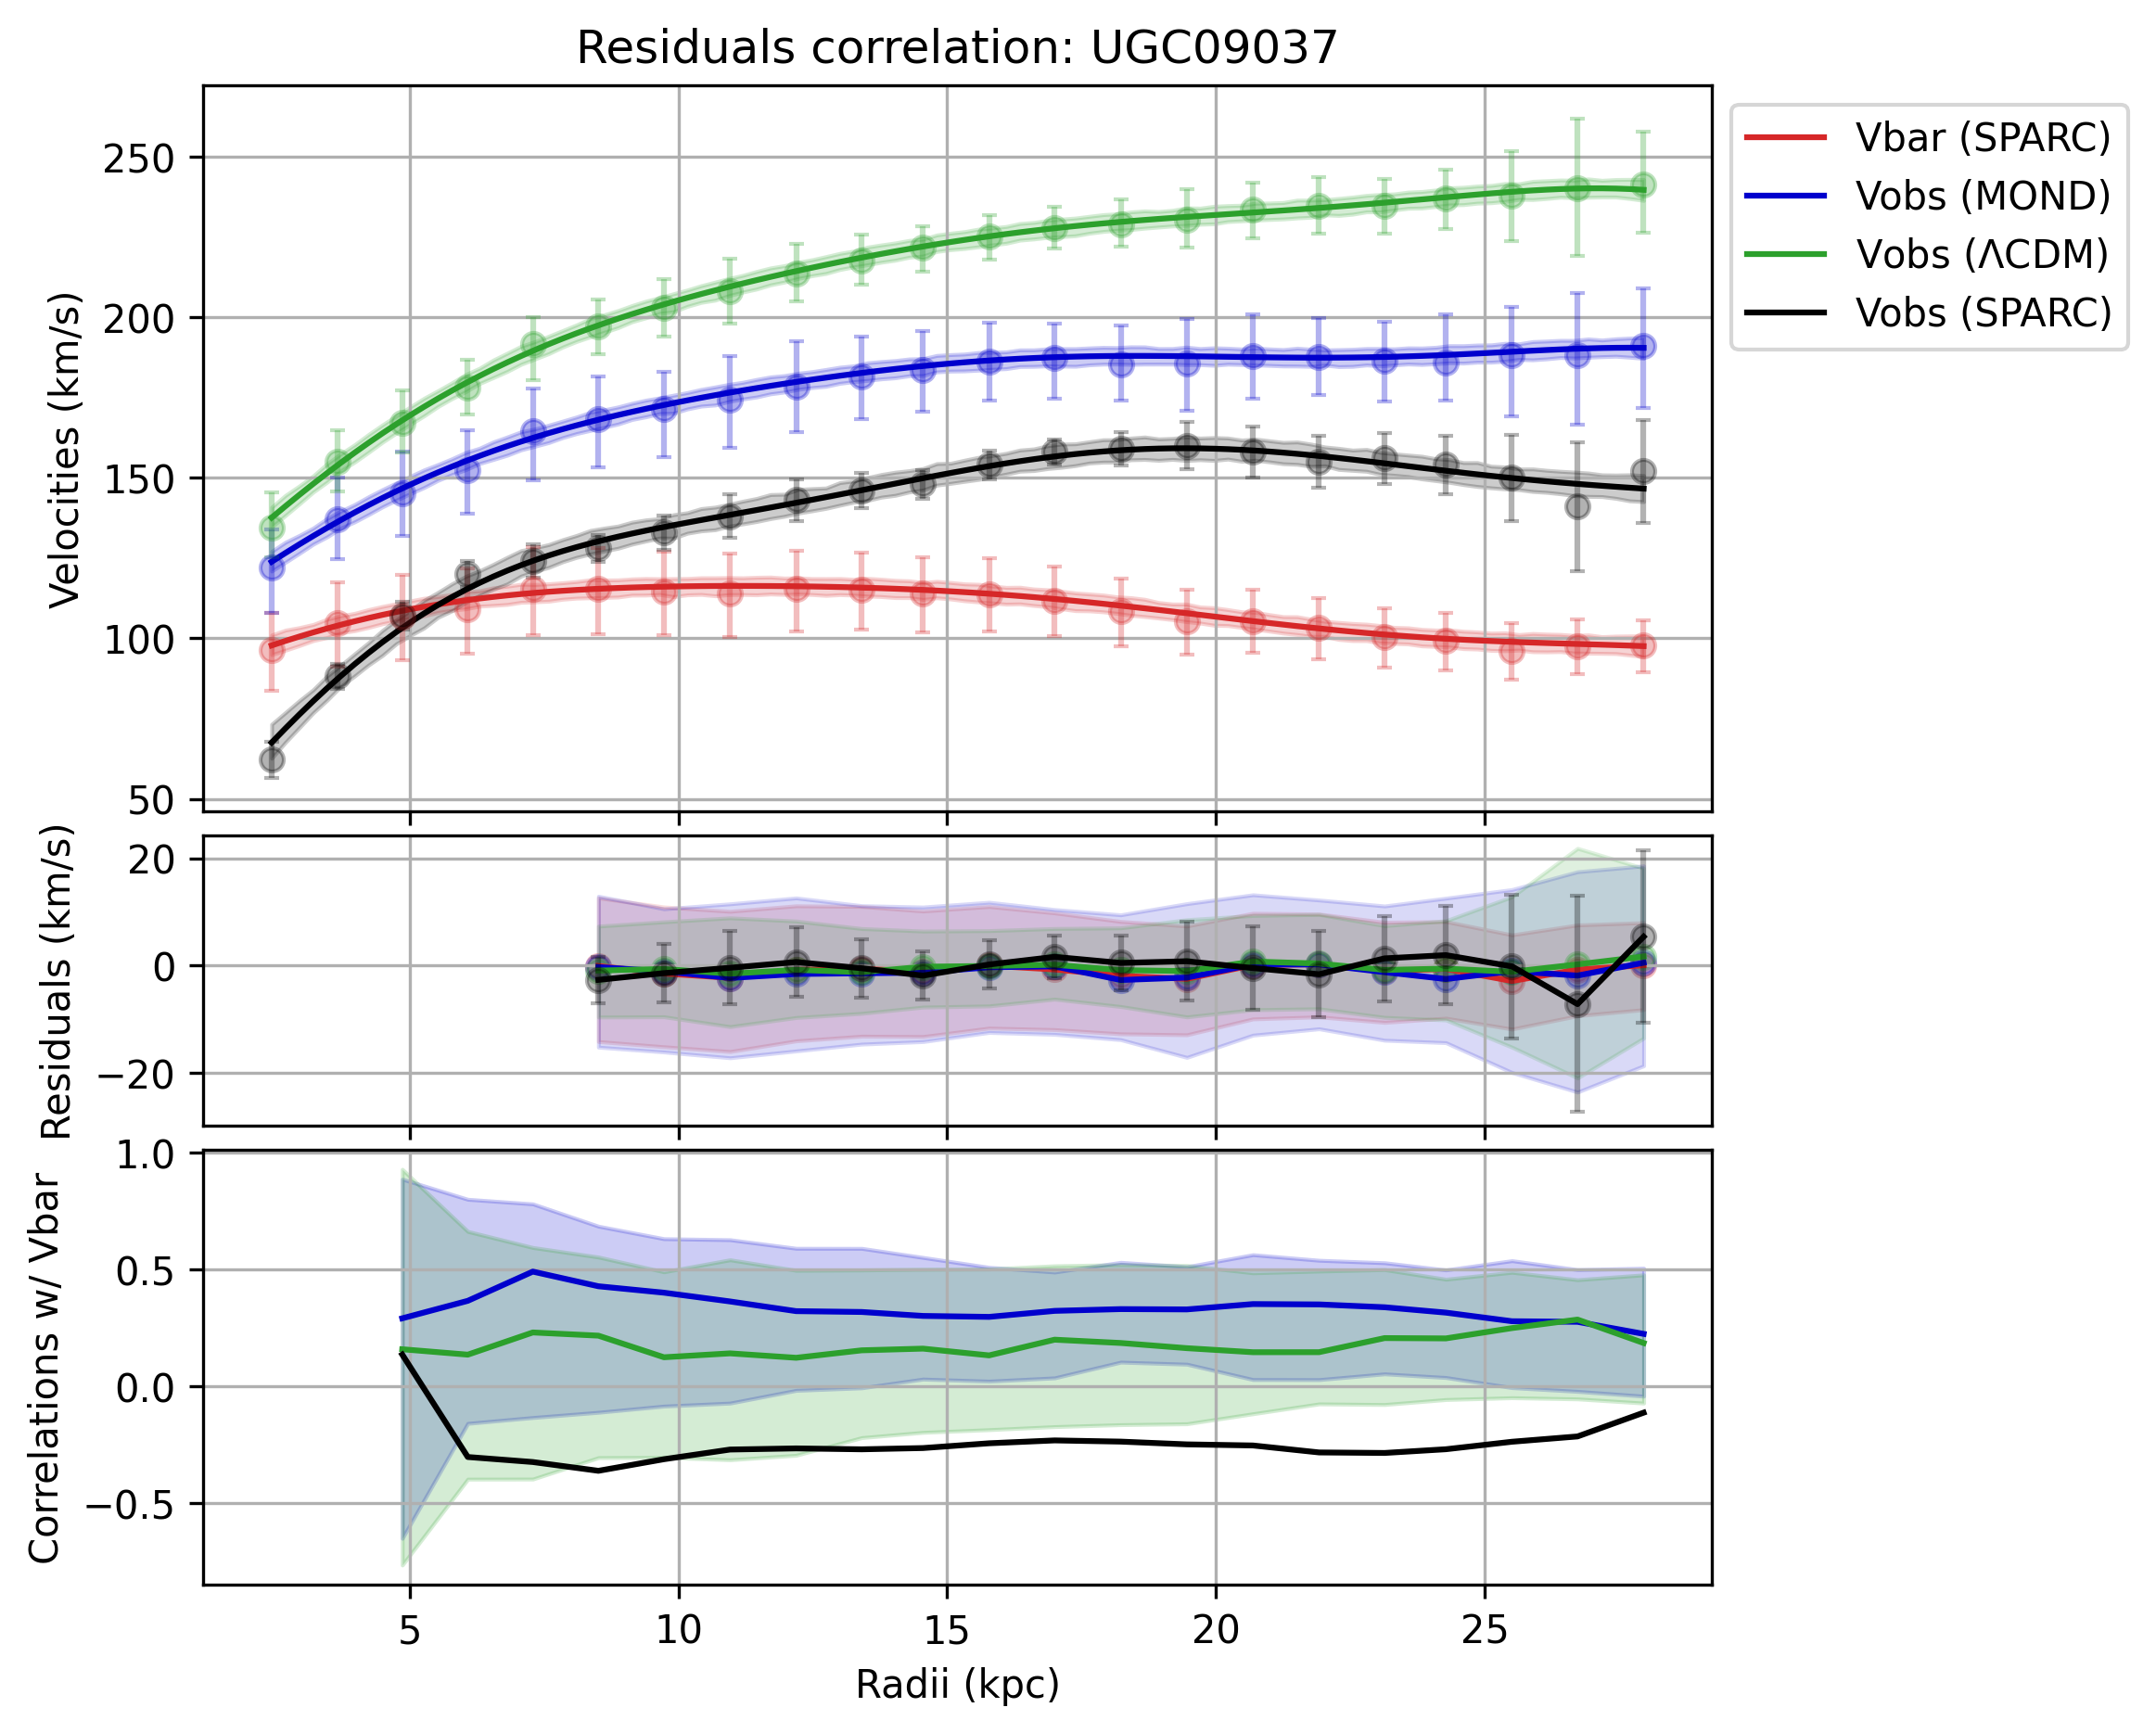 Residuals correlation: UGC09037
Velocities (km/s)
250
200
150
100
50
Vbar (SPARC)
Vobs (MOND)
Vobs (ΛCDM)
Vobs (SPARC)
Residuals (km/s)
20
0
−20
Correlations w/ Vbar
1.0
0.5
0.0
−0.5
5 10 15 20 25
Radii (kpc)